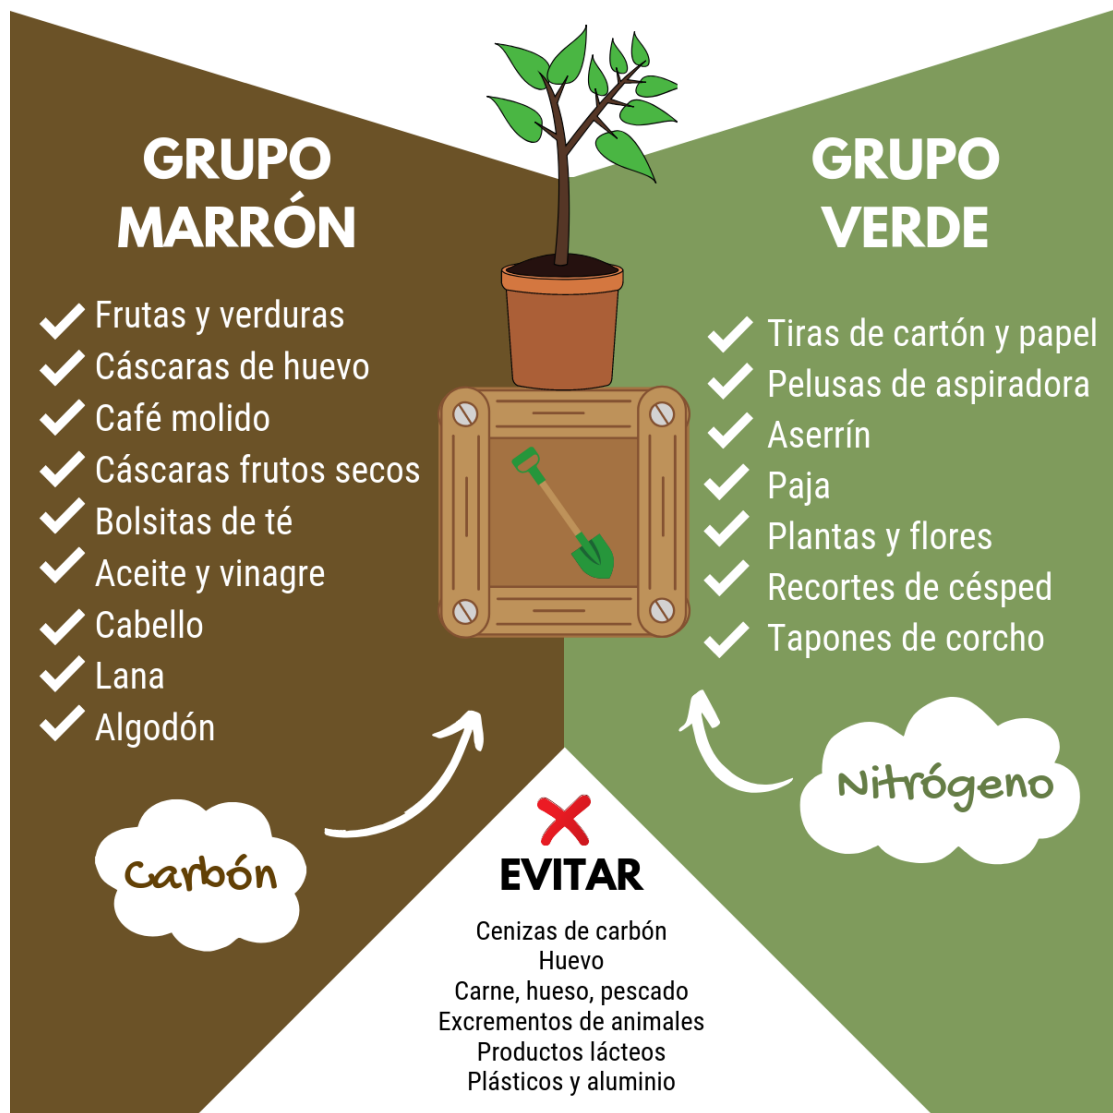 GRUPO
MARRÓN
Frutas y verduras
Cáscaras de huevo
Café molido
Cáscaras frutos secos
Bolsitas de té
Aceite y vinagre
Cabello
Lana
Algodón
Carbón
GRUPO
VERDE
Tiras de cartón y papel
Pelusas de aspiradora
Aserrín
Paja
Plantas y flores
Recortes de césped
Tapones de corcho
Nitrógeno
EVITAR
Cenizas de carbón
Huevo
Carne, hueso, pescado
Excrementos de animales
Productos lácteos
Plásticos y aluminio